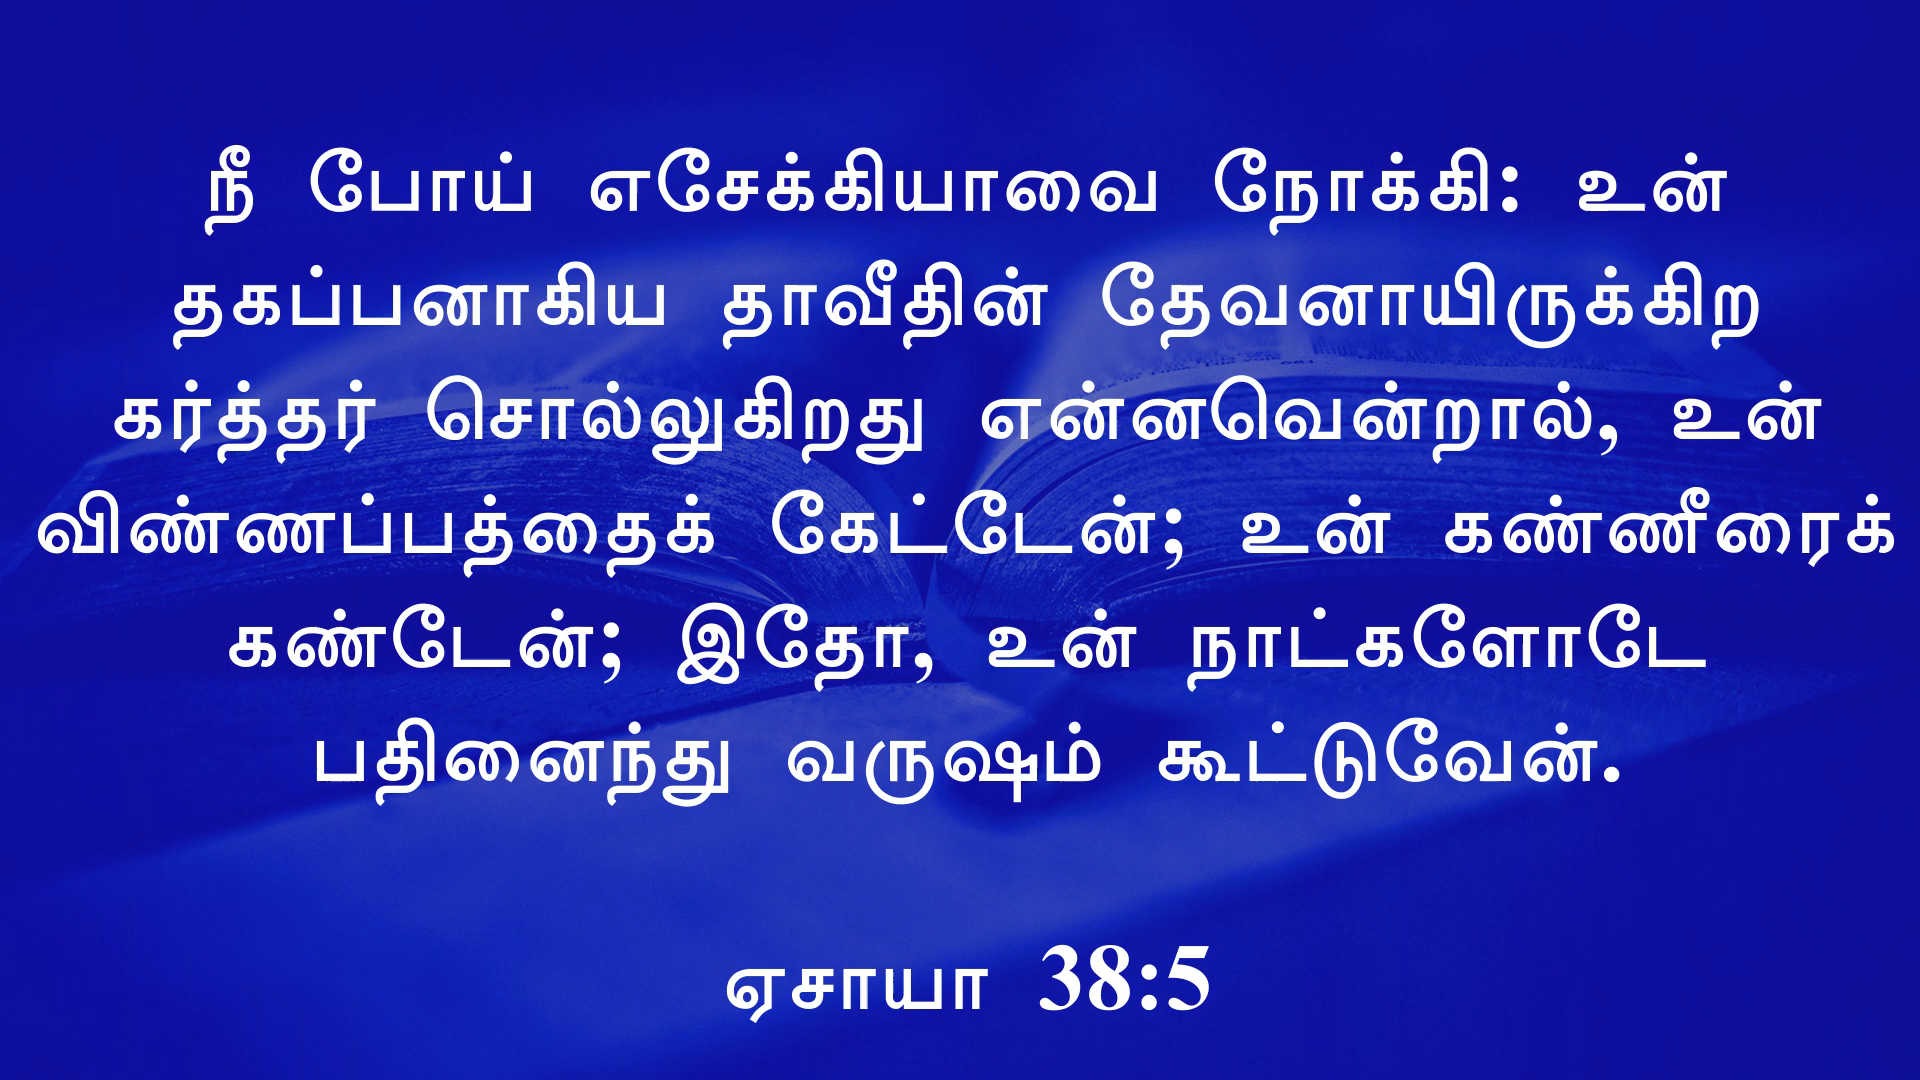 நீ போய் எசேக்கியாவை நோக்கி: உன்
தகப்பனாகிய தாவீதின் தேவனாயிருக்கிற
கர்த்தர் சொல்லுகிறது என்னவென்றால், உன்
விண்ணப்பத்தைக் கேட்டேன்; உன் கண்ணீரைக்
கண்டேன்; இதோ, உன் நாட்களோடே
பதினைந்து வருஷம் கூட்டுவேன்.
ஏசாயா 38:5